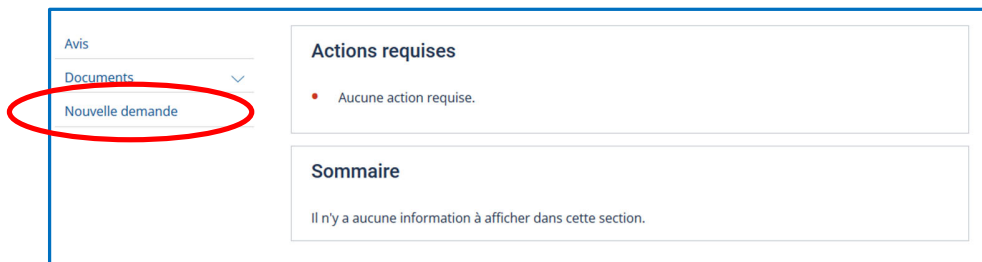 Avis
Documents
Nouvelle demande
Actions requises
Aucune action requise.
Sommaire
Il n'y a aucune information à afficher dans cette section.